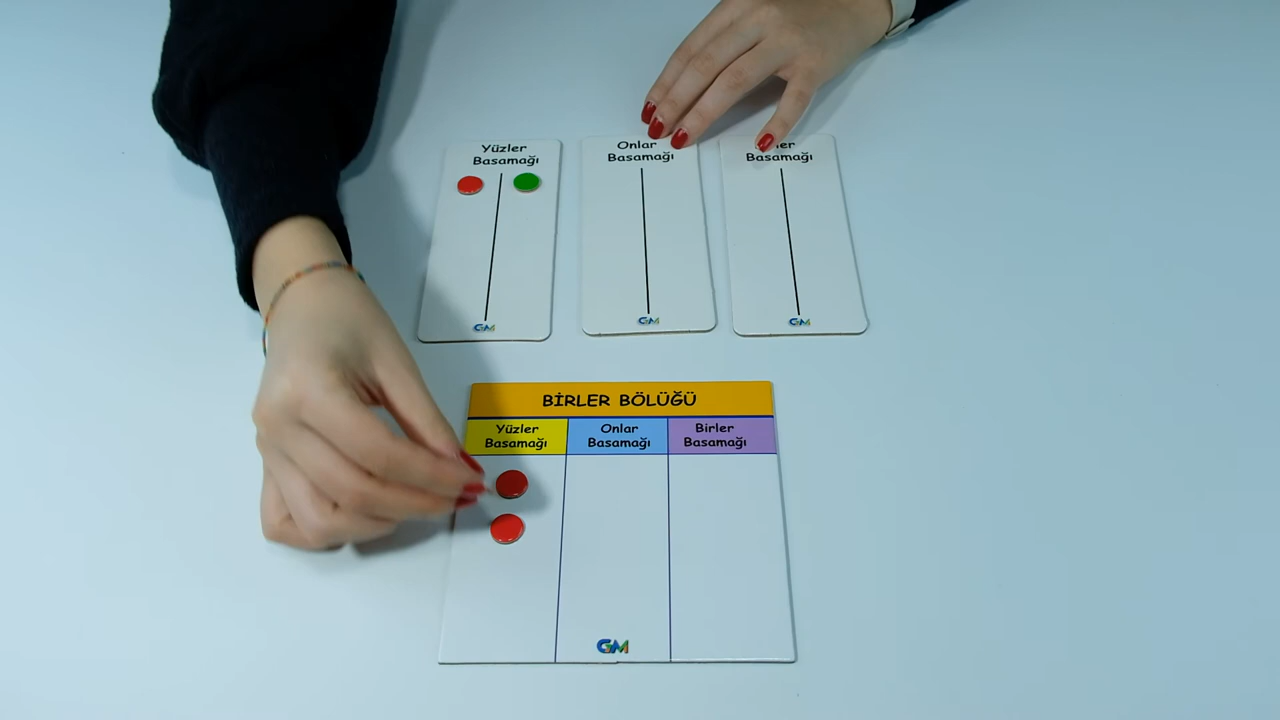 Yüzler
Basamağı
Onlar
Basamağı
Basamağı
GM
GM
GM
BİRLER BÖLÜĞÜ
Yüzler
Basamağı
Onlar
Basamağı
Birler
Basamağı
GM